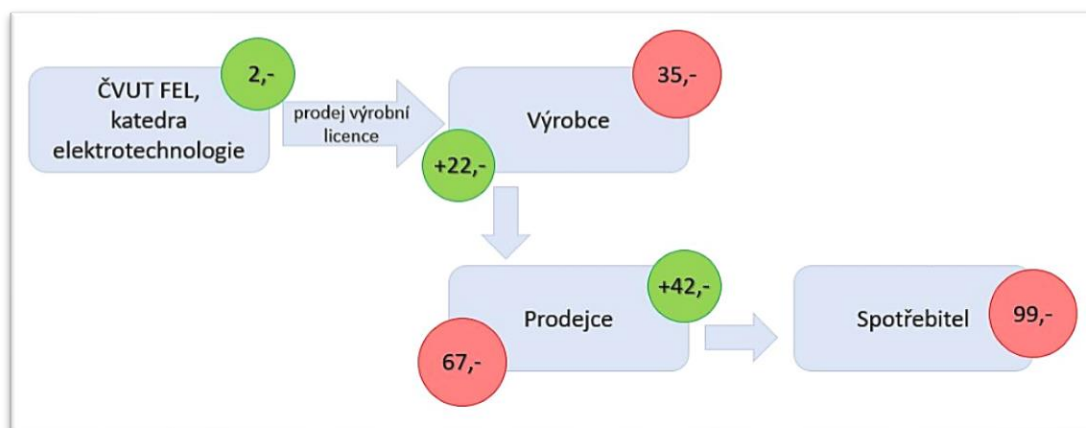 2,-
ČVUT FEL,
katedra
elektrotechnologie
prodej výrobní
licence
35,-
Výrobce
+22,-
+42,-
Prodejce
67,-
Spotřebitel
99,-